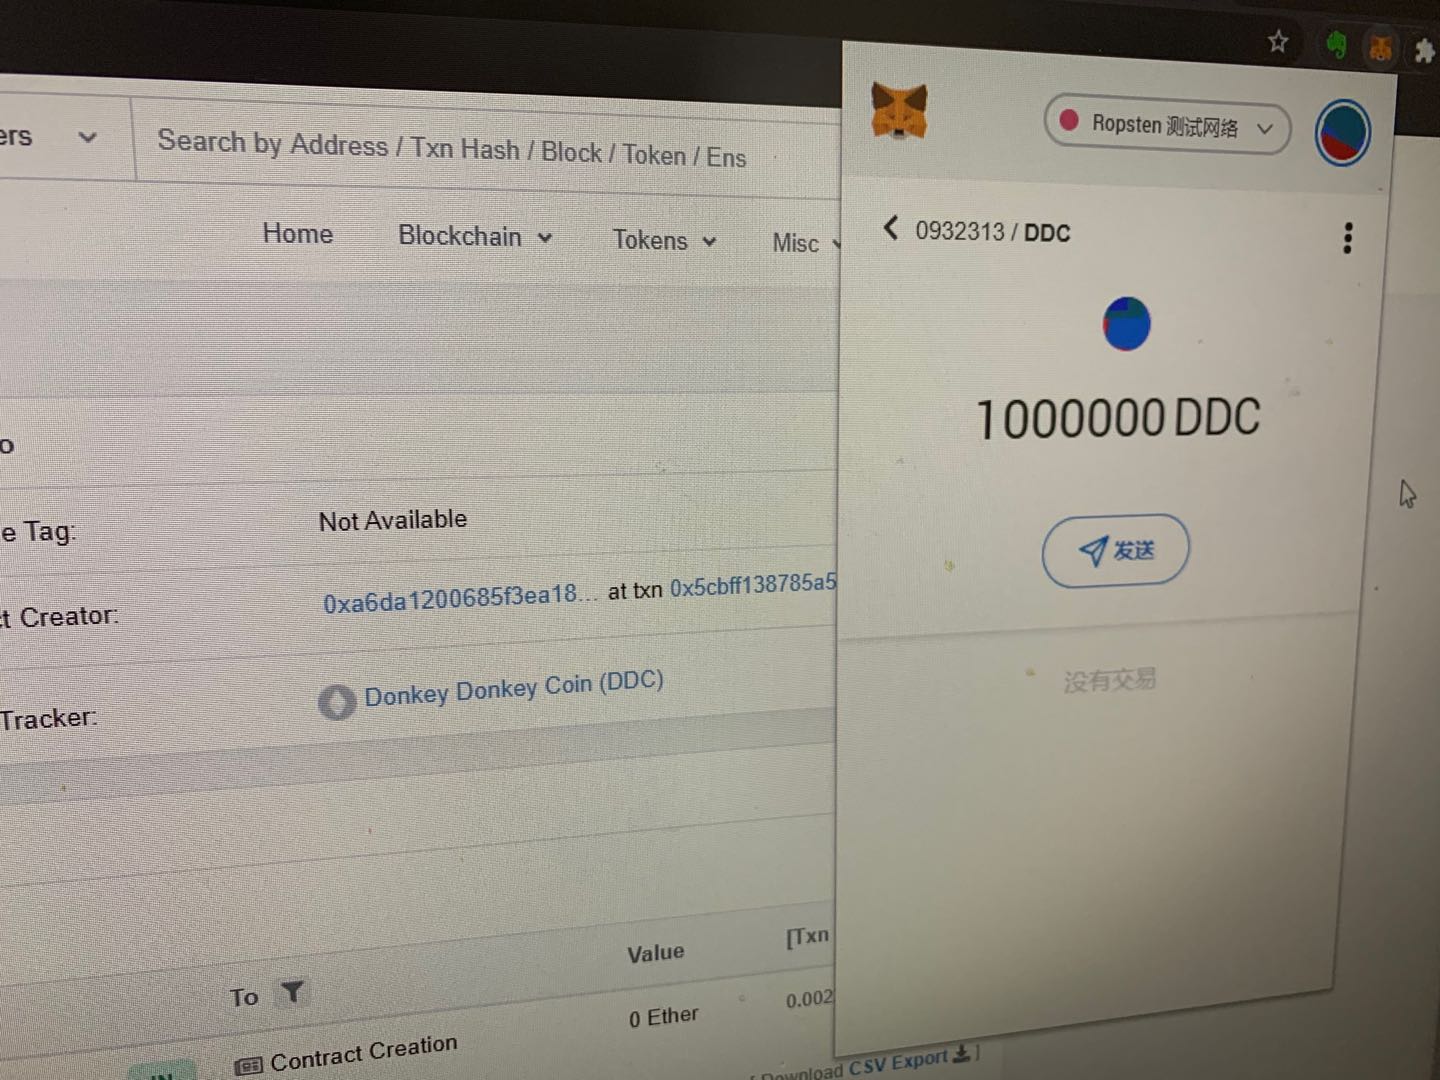 ers
Search by Address / Txn Hash / Block / Token / Ens
Home Blockchain Tokens Misc
o
e Tag: Not Available
t Creator: 0xa6da1200685f3ea18... at txn 0x5cbff138785a5
Tracker: Donkey Donkey Coin (DDC)
To Value [Txn
Contract Creation 0 Ether 0.002
IN
[ Download CSV Export ]
Ropsten 测试网络
0932313 / DDC
1000000 DDC
发送
没有交易